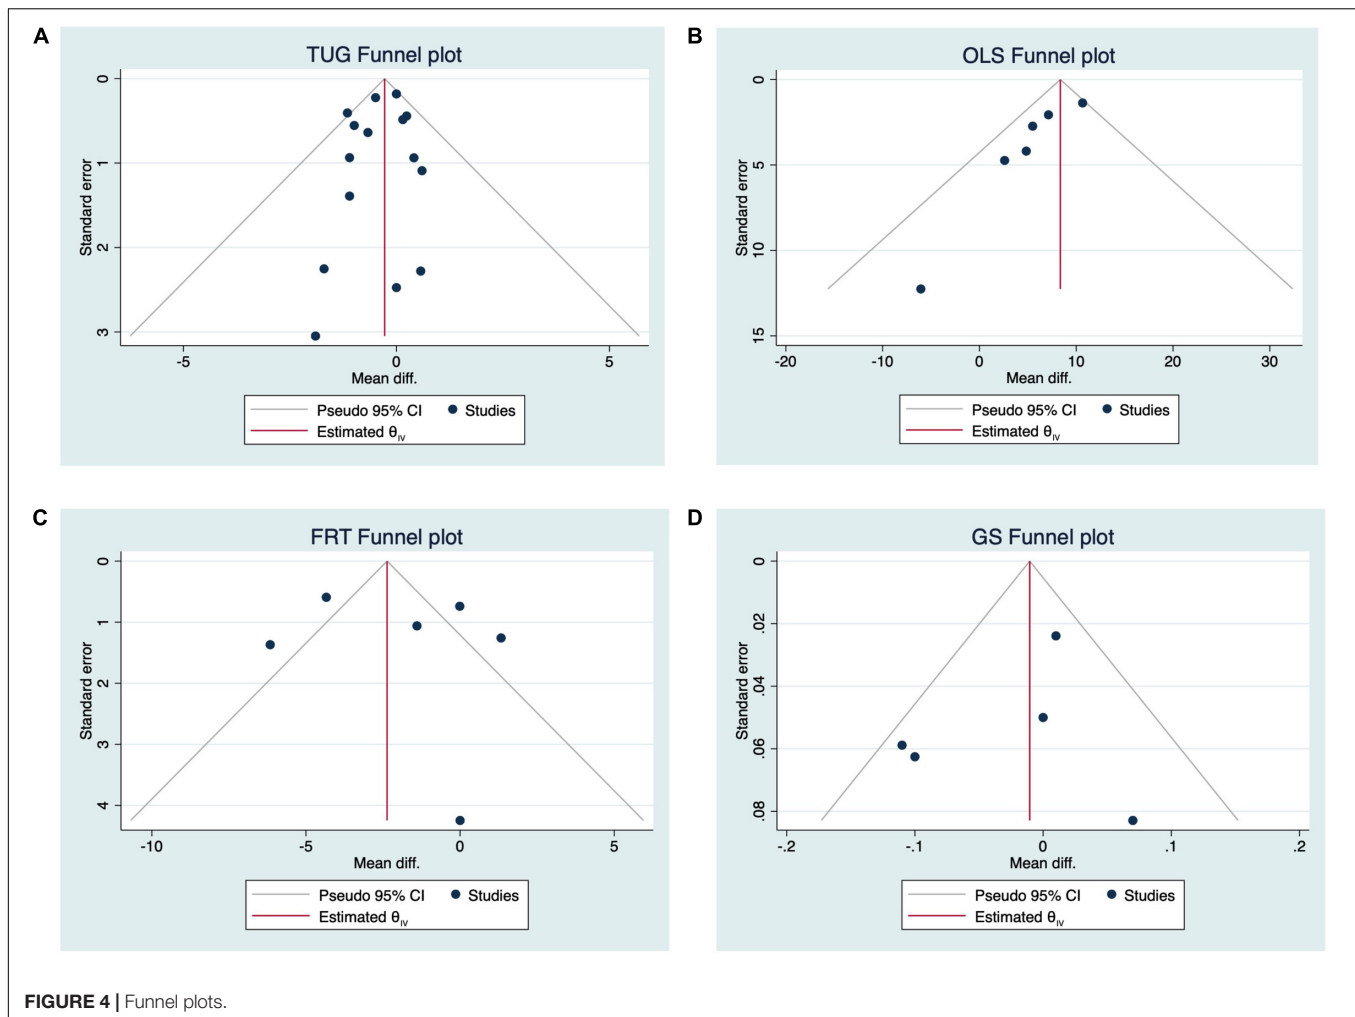 A
TUG Funnel plot
Standard error
0
1
2
3
-5
0
5
Mean diff.
Pseudo 95% CI
Studies
Estimated θIV
B
OLS Funnel plot
Standard error
0
5
10
15
-20
-10
0
10
20
30
Mean diff.
Pseudo 95% CI
Studies
Estimated θIV
C
FRT Funnel plot
Standard error
0
1
2
3
4
-10
-5
0
5
Mean diff.
Pseudo 95% CI
Studies
Estimated θIV
D
GS Funnel plot
Standard error
0
.02
.04
.06
.08
-.2
-.1
0
.1
.2
Mean diff.
Pseudo 95% CI
Studies
Estimated θIV
FIGURE 4 | Funnel plots.